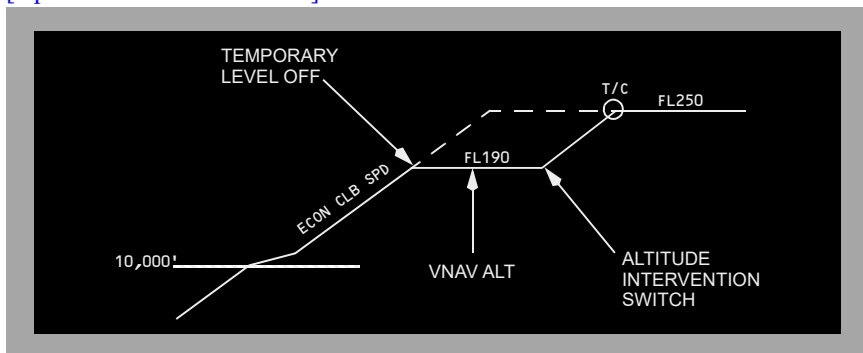 TEMPORARY
LEVEL OFF
T/C
FL250
FL190
ECON CLB SPD
10,000'
VNAV ALT
ALTITUDE
INTERVENTION
SWITCH